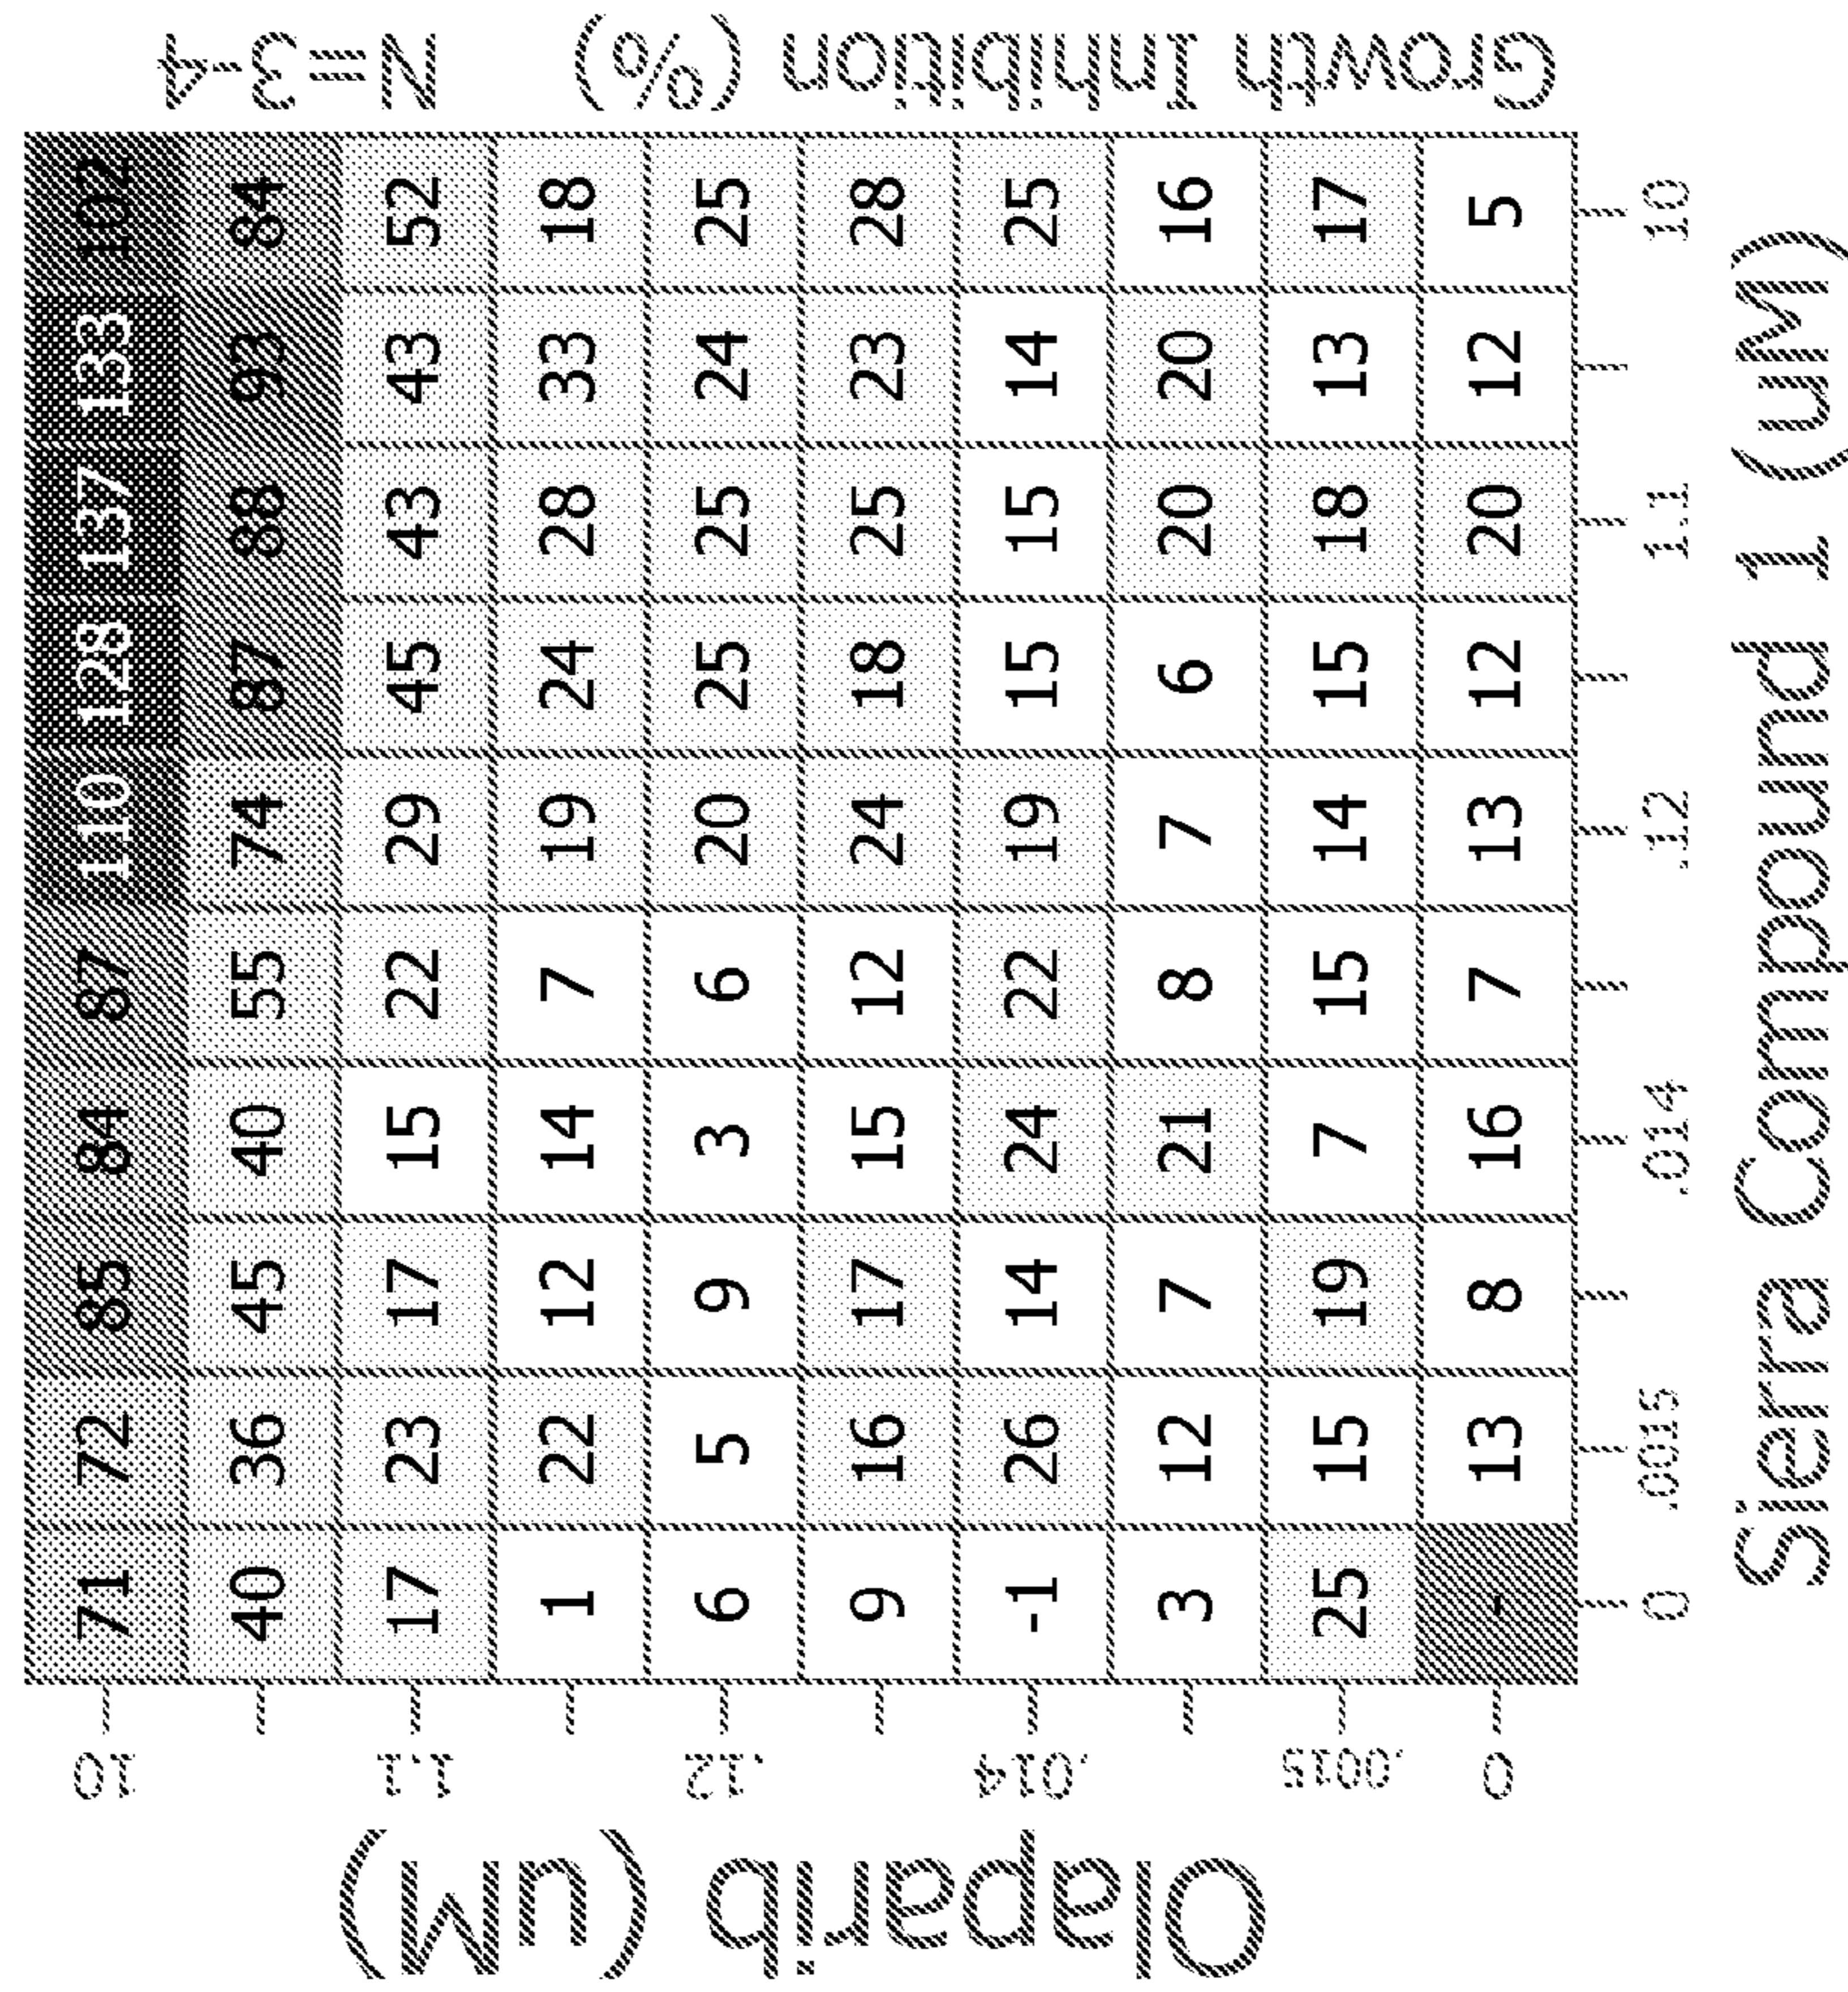 Olaparib (uM)
10 71 72 85 84 87 110 128 137 133 102
40 36 45 40 55 74 87 88 93 84
1.1 17 23 17 15 22 29 45 43 43 52
1 22 12 14 7 19 24 28 33 18
.12 6 5 9 3 6 20 25 25 24 25
9 16 17 15 12 24 18 25 23 28
.014 -1 26 14 24 22 19 15 15 14 25
3 12 7 21 8 7 6 20 20 16
.0015 25 15 19 7 15 14 15 18 13 17
0 - 13 8 16 7 13 12 20 12 5
0 .0015 .014 .12 1.1 10
Sierra Compound 1 (uM)
Growth Inhibition (%) N=3-4